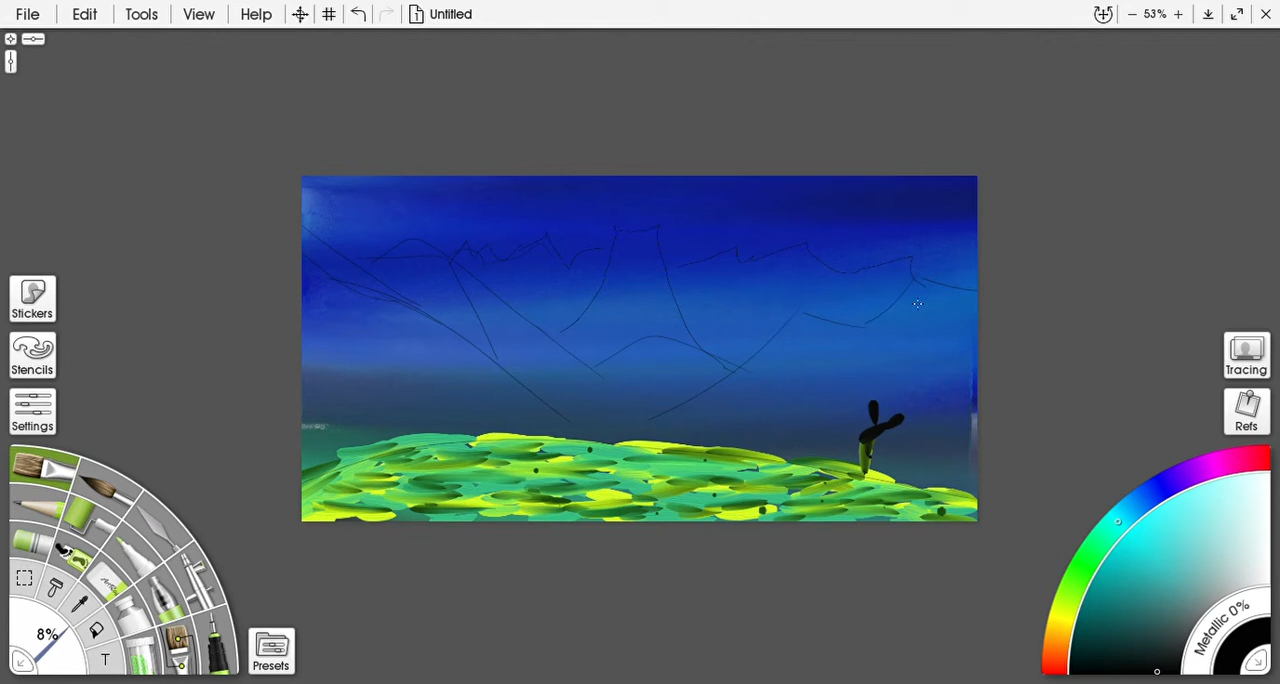 File Edit Tools View Help Untitled 53%
Stickers
Stencils
Settings
Tracing
Refs
8%
T
Presets
Metallic 0%